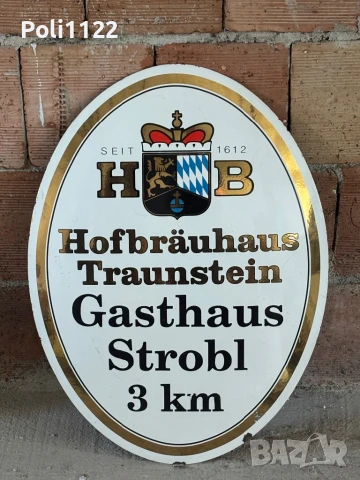 Poli1122
SEIT 1612
H B
Hofbräuhaus
Traunstein
Gasthaus
Strobl
3 km
BAZAR